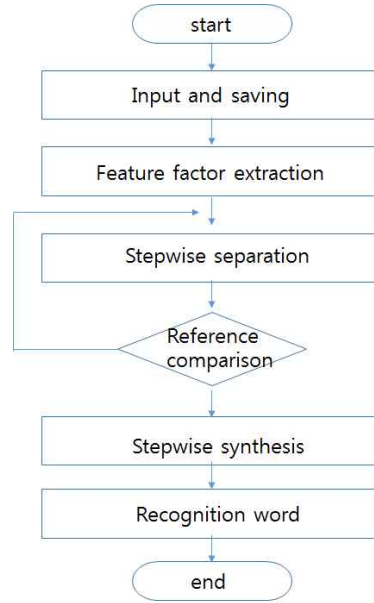 start
Input and saving
Feature factor extraction
Stepwise separation
Reference
comparison
Stepwise synthesis
Recognition word
end